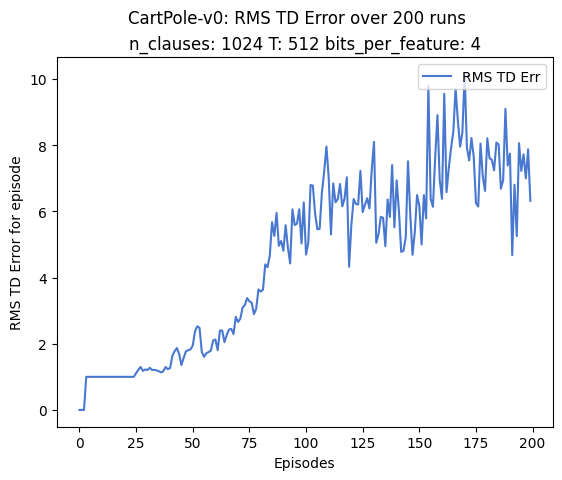 CartPole-v0: RMS TD Error over 200 runs
n_clauses: 1024 T: 512 bits_per_feature: 4
RMS TD Err
RMS TD Error for episode
10
8
6
4
2
0
0 25 50 75 100 125 150 175 200
Episodes